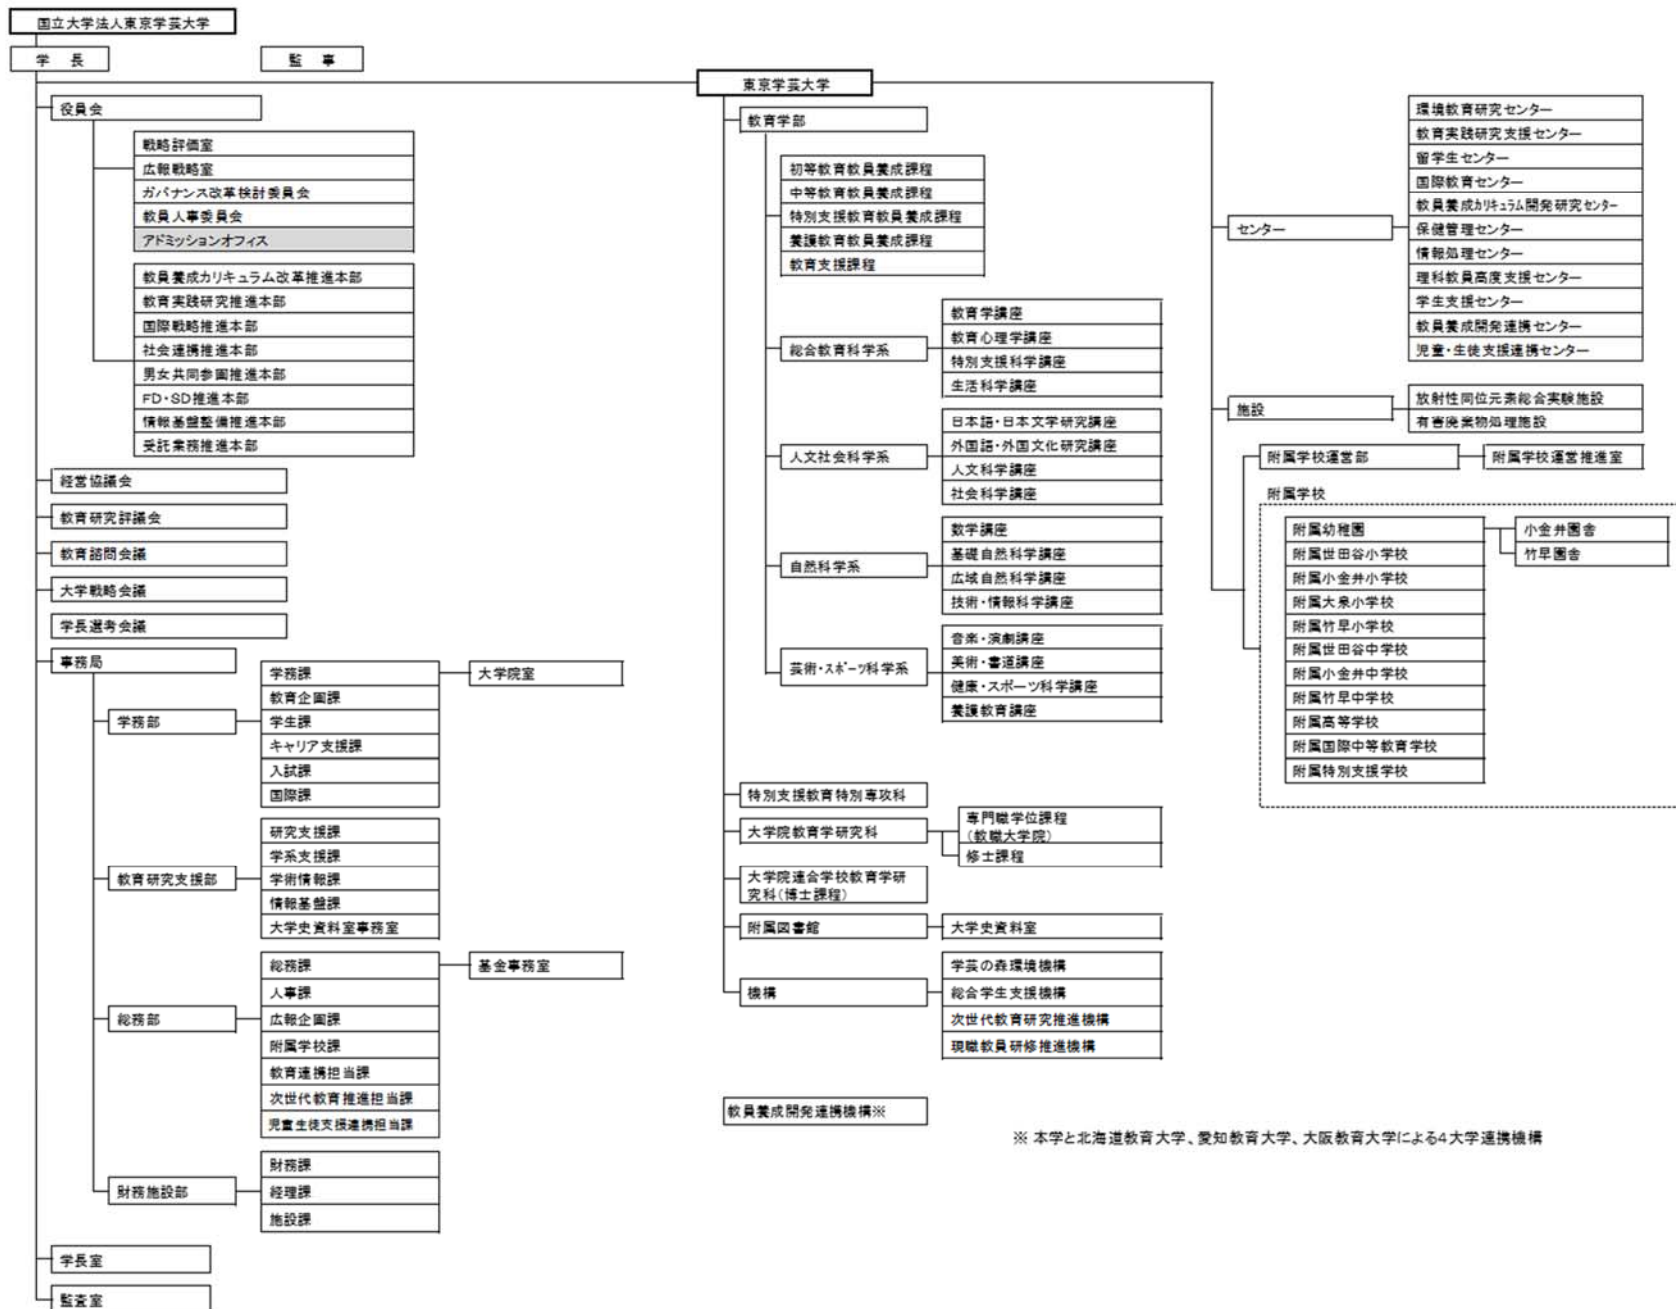 国立大学法人東京学芸大学
学　長
監　事
役員会
戦略評価室
広報戦略室
ガバナンス改革検討委員会
教員人事委員会
アドミッションオフィス
教員養成カリキュラム改革推進本部
教育実践研究推進本部
国際戦略推進本部
社会連携推進本部
男女共同参画推進本部
FD・SD推進本部
情報基盤整備推進本部
受託業務推進本部
経営協議会
教育研究評議会
教育諮問会議
大学戦略会議
学長選考会議
事務局
学務部
学務課
大学院室
教育企画課
学生課
キャリア支援課
入試課
国際課
教育研究支援部
研究支援課
学系支援課
学術情報課
情報基盤課
大学史資料室事務室
総務部
総務課
基金事務室
人事課
広報企画課
附属学校課
教育連携担当課
次世代教育推進担当課
児童生徒支援連携担当課
財務施設部
財務課
経理課
施設課
学長室
監査室
東京学芸大学
教育学部
初等教育教員養成課程
中等教育教員養成課程
特別支援教育教員養成課程
養護教育教員養成課程
教育支援課程
総合教育科学系
教育学講座
教育心理学講座
特別支援科学講座
生活科学講座
人文社会科学系
日本語・日本文学研究講座
外国語・外国文化研究講座
人文科学講座
社会科学講座
自然科学系
数学講座
基礎自然科学講座
広域自然科学講座
技術・情報科学講座
芸術・スポーツ科学系
音楽・演劇講座
美術・書道講座
健康・スポーツ科学講座
養護教育講座
特別支援教育特別専攻科
大学院教育学研究科
専門職学位課程
（教職大学院）
修士課程
大学院連合学校教育学研
究科（博士課程）
附属図書館
大学史資料室
機構
学芸の森環境機構
総合学生支援機構
次世代教育研究推進機構
現職教員研修推進機構
教員養成開発連携機構※
※ 本学と北海道教育大学、愛知教育大学、大阪教育大学による4大学連携機構
センター
環境教育研究センター
教育実践研究支援センター
留学生センター
国際教育センター
教員養成カリキュラム開発研究センター
保健管理センター
情報処理センター
理科教員高度支援センター
学生支援センター
教員養成開発連携センター
児童・生徒支援連携センター
施設
放射性同位元素総合実験施設
有害廃棄物処理施設
附属学校運営部
附属学校運営推進室
附属学校
附属幼稚園
小金井園舎
竹早園舎
附属世田谷小学校
附属小金井小学校
附属大泉小学校
附属竹早小学校
附属世田谷中学校
附属小金井中学校
附属竹早中学校
附属高等学校
附属国際中等教育学校
附属特別支援学校